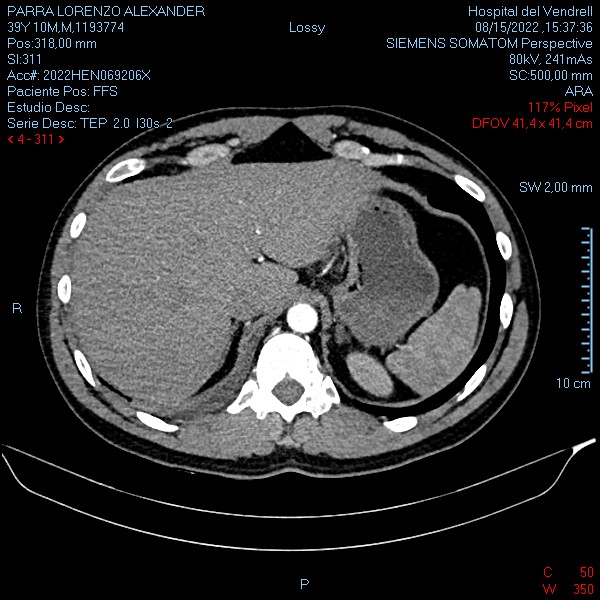 PARRA LORENZO ALEXANDER
39Y 10M,M,1193774
Pos:318,00 mm
SI:311
Acc#: 2022HEN069206X
Paciente Pos: FFS
Estudio Desc:
Serie Desc: TEP 2.0 I30s 2
< 4 - 311 >
Lossy
Hospital del Vendrell
08/15/2022 ,15:37:36
SIEMENS SOMATOM Perspective
80kV, 241mAs
SC:500,00 mm
ARA
117% Pixel
DFOV 41,4 x 41,4 cm
SW 2,00 mm
R
10 cm
P
C 50
W 350